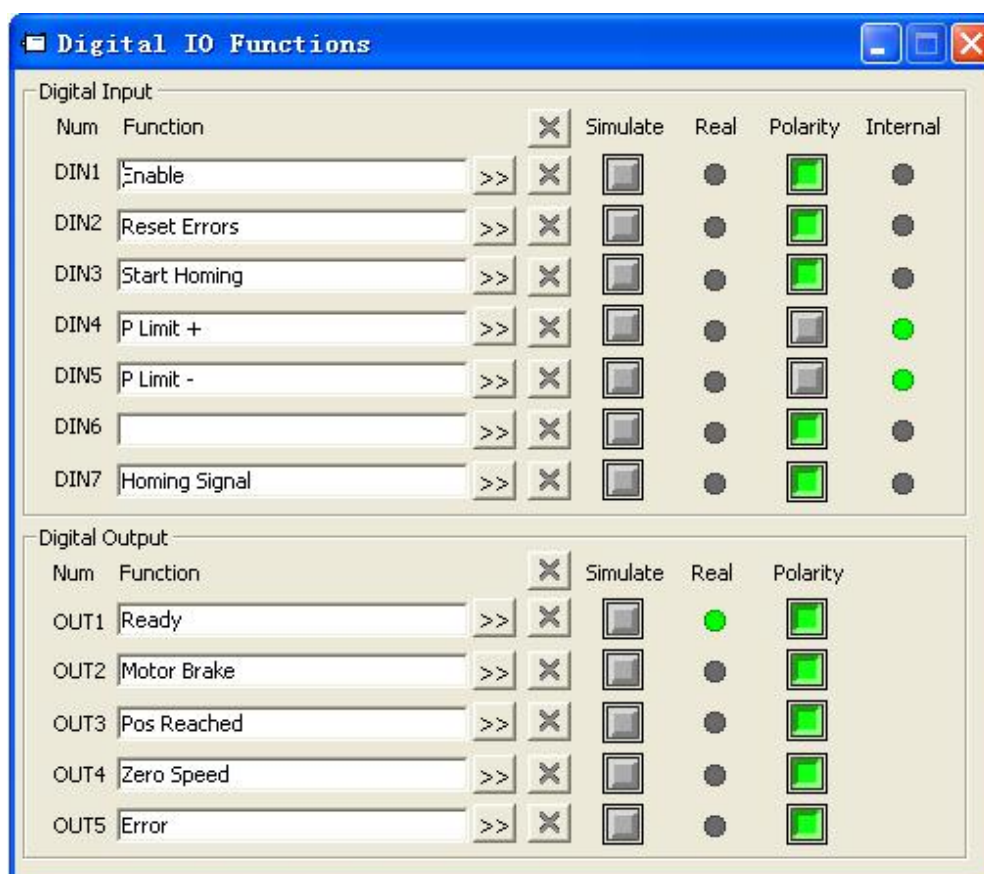 Digital IO Functions
Digital Input
Num Function Simulate Real Polarity Internal
DIN1 Enable >>
DIN2 Reset Errors >>
DIN3 Start Homing >>
DIN4 P Limit + >>
DIN5 P Limit - >>
DIN6 >>
DIN7 Homing Signal >>
Digital Output
Num Function Simulate Real Polarity
OUT1 Ready >>
OUT2 Motor Brake >>
OUT3 Pos Reached >>
OUT4 Zero Speed >>
OUT5 Error >>